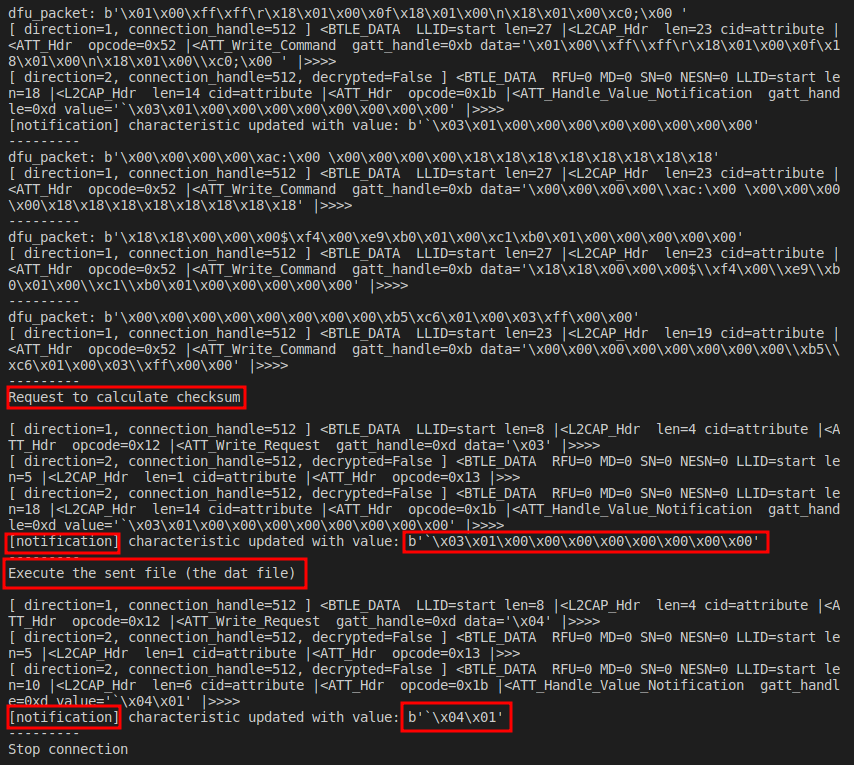 dfu_packet: b'\x01\x00\xff\xff\r\x18\x01\x00\x0f\x18\x01\x00\n\x18\x01\x00\xc0;\x00 '
[ direction=1, connection_handle=512 ] <BTLE_DATA  LLID=start len=27 |<L2CAP_Hdr  len=23 cid=attribute |
<ATT_Hdr  opcode=0x52 |<ATT_Write_Command  gatt_handle=0xb data='\x01\x00\\xff\\xff\r\x18\x01\x00\x0f\x1
8\x01\x00\n\x18\x01\x00\\xc0;\x00 ' |>>>>
[ direction=2, connection_handle=512, decrypted=False ] <BTLE_DATA  RFU=0 MD=0 SN=0 NESN=0 LLID=start le
n=18 |<L2CAP_Hdr  len=14 cid=attribute |<ATT_Hdr  opcode=0x1b |<ATT_Handle_Value_Notification  gatt_hand
le=0xd value='`\x03\x01\x00\x00\x00\x00\x00\x00\x00\x00' |>>>>
[notification] characteristic updated with value: b'`\x03\x01\x00\x00\x00\x00\x00\x00\x00\x00'
---------
dfu_packet: b'\x00\x00\x00\x00\xac:\x00 \x00\x00\x00\x00\x18\x18\x18\x18\x18\x18\x18\x18'
[ direction=1, connection_handle=512 ] <BTLE_DATA  LLID=start len=27 |<L2CAP_Hdr  len=23 cid=attribute |
<ATT_Hdr  opcode=0x52 |<ATT_Write_Command  gatt_handle=0xb data='\x00\x00\x00\x00\\xac:\x00 \x00\x00\x00
\x00\x18\x18\x18\x18\x18\x18\x18\x18' |>>>>
---------
dfu_packet: b'\x18\x18\x00\x00\x00$\xf4\x00\xe9\xb0\x01\x00\xc1\xb0\x01\x00\x00\x00\x00\x00'
[ direction=1, connection_handle=512 ] <BTLE_DATA  LLID=start len=27 |<L2CAP_Hdr  len=23 cid=attribute |
<ATT_Hdr  opcode=0x52 |<ATT_Write_Command  gatt_handle=0xb data='\x18\x18\x00\x00\x00$\\xf4\x00\\xe9\\xb
0\x01\x00\\xc1\\xb0\x01\x00\x00\x00\x00\x00' |>>>>
---------
dfu_packet: b'\x00\x00\x00\x00\x00\x00\x00\x00\xb5\xc6\x01\x00\x03\xff\x00\x00'
[ direction=1, connection_handle=512 ] <BTLE_DATA  LLID=start len=23 |<L2CAP_Hdr  len=19 cid=attribute |
<ATT_Hdr  opcode=0x52 |<ATT_Write_Command  gatt_handle=0xb data='\x00\x00\x00\x00\x00\x00\x00\x00\\xb5\\
xc6\x01\x00\x03\\xff\x00\x00' |>>>>
---------
Request to calculate checksum
[ direction=1, connection_handle=512 ] <BTLE_DATA  LLID=start len=8 |<L2CAP_Hdr  len=4 cid=attribute |<A
TT_Hdr  opcode=0x12 |<ATT_Write_Request  gatt_handle=0xd data='\x03' |>>>>
[ direction=2, connection_handle=512, decrypted=False ] <BTLE_DATA  RFU=0 MD=0 SN=0 NESN=0 LLID=start le
n=5 |<L2CAP_Hdr  len=1 cid=attribute |<ATT_Hdr  opcode=0x13 |>>>
[ direction=2, connection_handle=512, decrypted=False ] <BTLE_DATA  RFU=0 MD=0 SN=0 NESN=0 LLID=start le
n=18 |<L2CAP_Hdr  len=14 cid=attribute |<ATT_Hdr  opcode=0x1b |<ATT_Handle_Value_Notification  gatt_hand
le=0xd value='`\x03\x01\x00\x00\x00\x00\x00\x00\x00\x00' |>>>>
[notification] characteristic updated with value: b'`\x03\x01\x00\x00\x00\x00\x00\x00\x00\x00'
---------
Execute the sent file (the dat file)
[ direction=1, connection_handle=512 ] <BTLE_DATA  LLID=start len=8 |<L2CAP_Hdr  len=4 cid=attribute |<A
TT_Hdr  opcode=0x12 |<ATT_Write_Request  gatt_handle=0xd data='\x04' |>>>>
[ direction=2, connection_handle=512, decrypted=False ] <BTLE_DATA  RFU=0 MD=0 SN=0 NESN=0 LLID=start le
n=5 |<L2CAP_Hdr  len=1 cid=attribute |<ATT_Hdr  opcode=0x13 |>>>
[ direction=2, connection_handle=512, decrypted=False ] <BTLE_DATA  RFU=0 MD=0 SN=0 NESN=0 LLID=start le
n=10 |<L2CAP_Hdr  len=6 cid=attribute |<ATT_Hdr  opcode=0x1b |<ATT_Handle_Value_Notification  gatt_handl
e=0xd value='`\x04\x01' |>>>>
[notification] characteristic updated with value: b'`\x04\x01'
---------
Stop connection